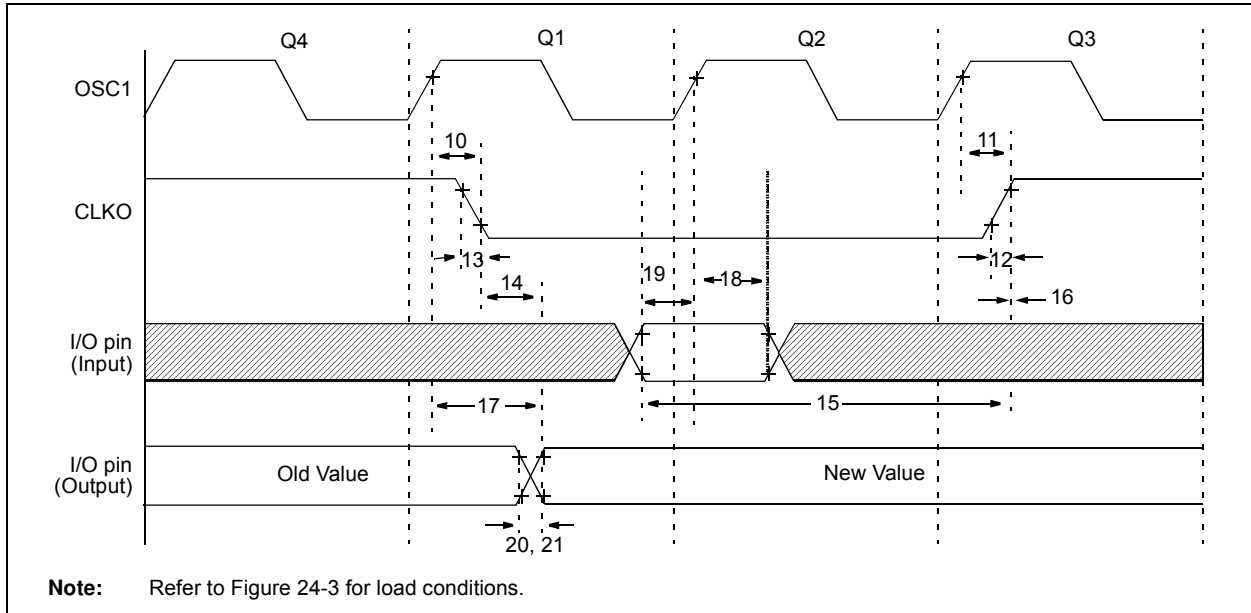 Q4 Q1 Q2 Q3
OSC1
10 11
CLKO
13 14 19 18 12 16
I/O pin
(Input)
17 15
I/O pin
(Output)
Old Value New Value
20, 21
Note: Refer to Figure 24-3 for load conditions.